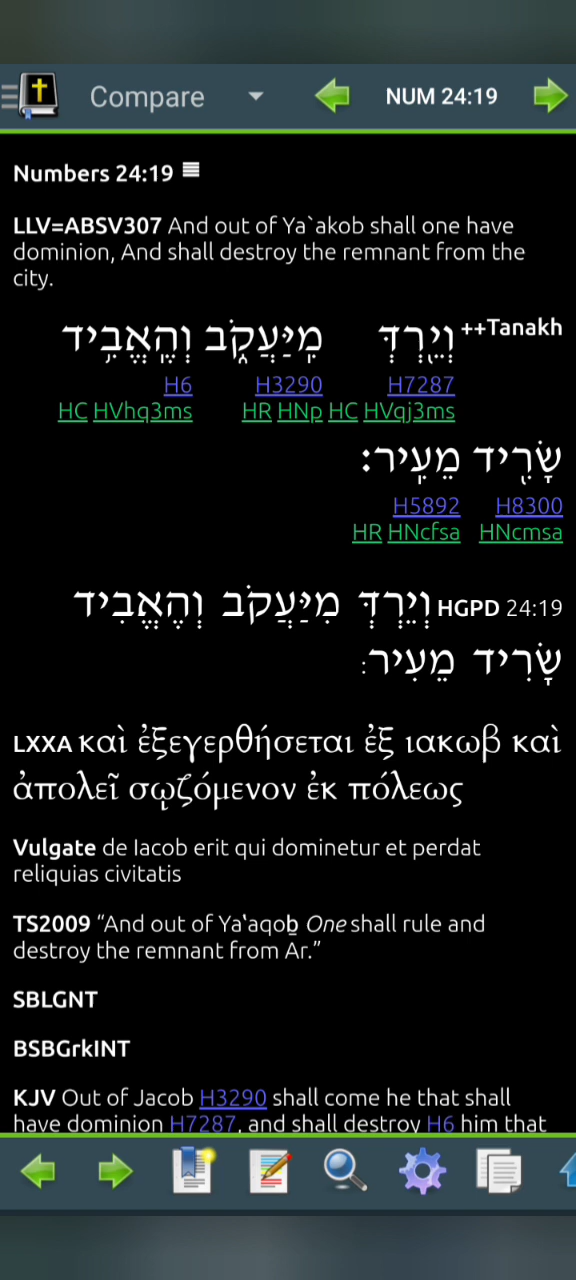 Compare
NUM 24:19
Numbers 24:19
LLV=ABSV307 And out of Ya`akob shall one have
dominion, And shall destroy the remnant from the
city.
++Tanakh וְיֵ֖רְדְּ מִֽיַּעֲקֹ֑ב וְהֶֽאֱבִ֥יד
H7287 H3290 H6
HC HVhq3ms HR HNp HC HVqj3ms
שָׂרִ֖יד מֵעִֽיר׃
H8300 H5892
HR HNcfsa HNcmsa
HGPD 24:19 וְיֵרְדְּ מִיַּעֲקֹב וְהֶאֱבִיד
שָׂרִיד מֵעִיר׃
LXXA καὶ ἐξεγερθήσεται ἐξ ιακωβ καὶ
ἀπολεῖ σῳζόμενον ἐκ πόλεως
Vulgate de Iacob erit qui dominetur et perdat
reliquias civitatis
TS2009 “And out of Ya‛aqoḇ One shall rule and
destroy the remnant from Ar.”
SBLGNT
BSBGrkINT
KJV Out of Jacob H3290 shall come he that shall
have dominion H7287, and shall destroy H6 him that